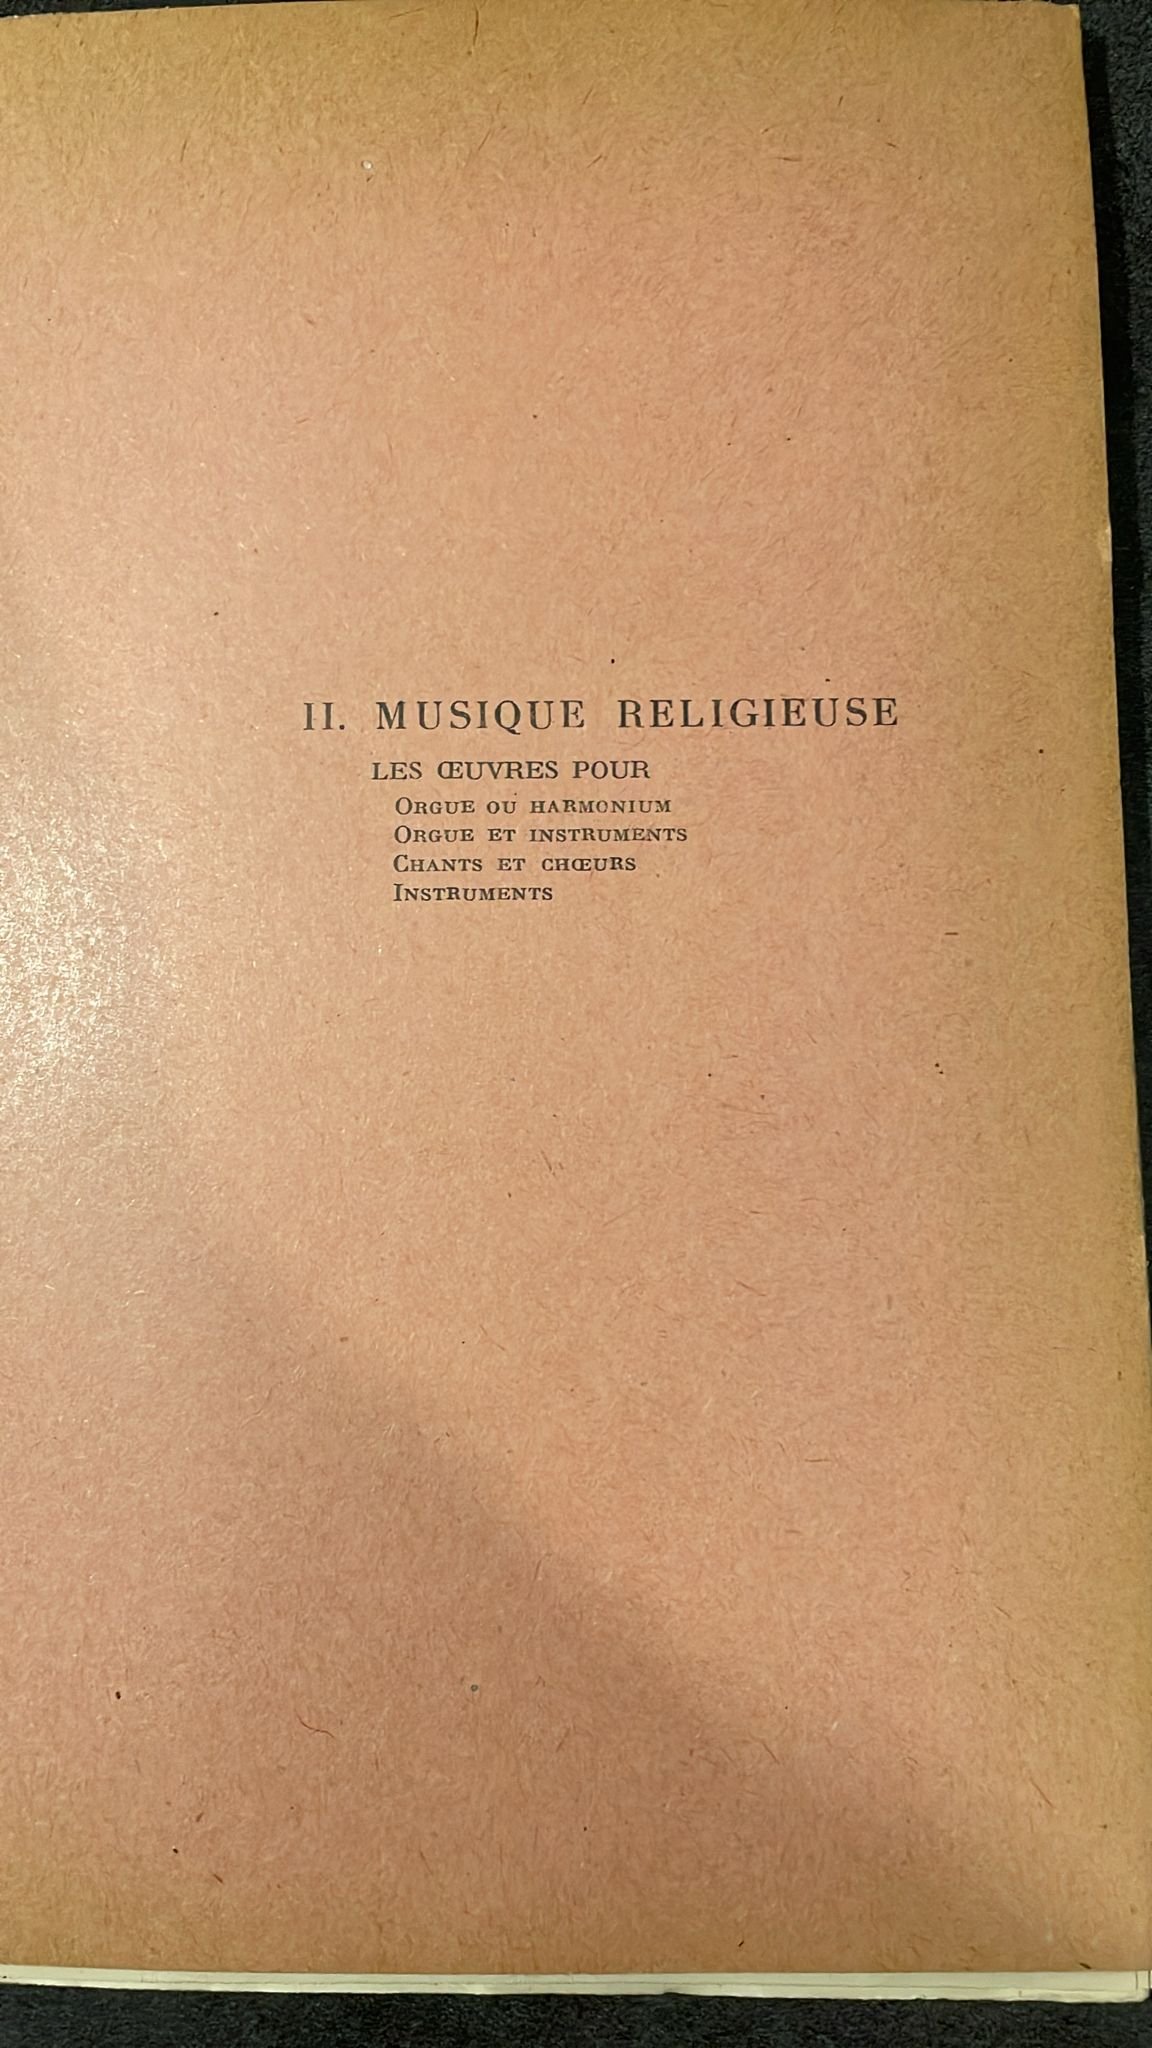 II. MUSIQUE RELIGIEUSE
LES ŒUVRES POUR
ORGUE OU HARMONIUM
ORGUE ET INSTRUMENTS
CHANTS ET CHŒURS
INSTRUMENTS